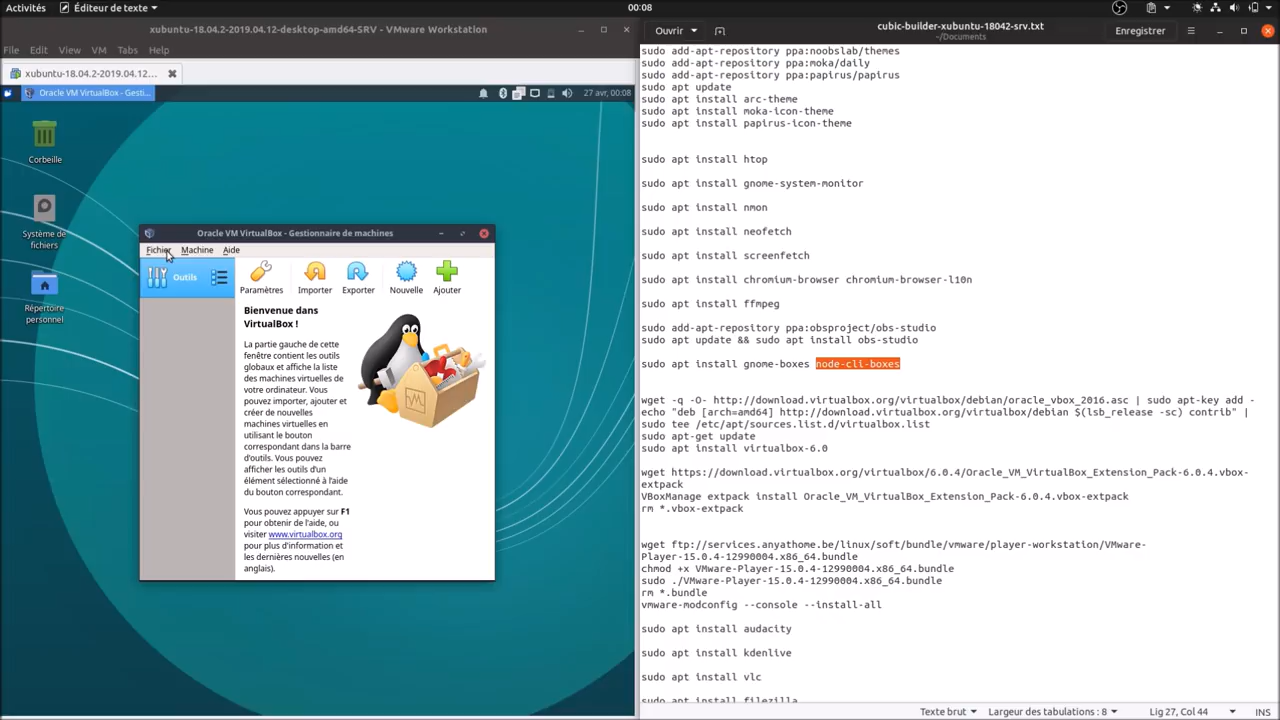 Activités
Éditeur de texte
00:08
xubuntu-18.04.2-2019.04.12-desktop-amd64-SRV - VMware Workstation
File Edit View VM Tabs Help
xubuntu-18.04.2-2019.04.12...
Oracle VM VirtualBox - Gesti...
27 avr, 00:08
Corbeille
Système de
fichiers
Répertoire
personnel
Oracle VM VirtualBox - Gestionnaire de machines
Fichier Machine Aide
Outils
Paramètres Importer Exporter Nouvelle Ajouter
Bienvenue dans
VirtualBox !
La partie gauche de cette
fenêtre contient les outils
globaux et affiche la liste
des machines virtuelles de
votre ordinateur. Vous
pouvez importer, ajouter et
créer de nouvelles
machines virtuelles en
utilisant le bouton
correspondant dans la barre
d'outils. Vous pouvez
afficher les outils d'un
élément sélectionné à l'aide
du bouton correspondant.
Vous pouvez appuyer sur F1
pour obtenir de l'aide, ou
visiter www.virtualbox.org
pour plus d'information et
les dernières nouvelles (en
anglais).
Ouvrir
cubic-builder-xubuntu-18042-srv.txt
~/Documents
Enregistrer
sudo add-apt-repository ppa:noobslab/themes
sudo add-apt-repository ppa:moka/daily
sudo add-apt-repository ppa:papirus/papirus
sudo apt update
sudo apt install arc-theme
sudo apt install moka-icon-theme
sudo apt install papirus-icon-theme
sudo apt install htop
sudo apt install gnome-system-monitor
sudo apt install nmon
sudo apt install neofetch
sudo apt install screenfetch
sudo apt install chromium-browser chromium-browser-l10n
sudo apt install ffmpeg
sudo add-apt-repository ppa:obsproject/obs-studio
sudo apt update && sudo apt install obs-studio
sudo apt install gnome-boxes node-cli-boxes
wget -q -O- http://download.virtualbox.org/virtualbox/debian/oracle_vbox_2016.asc | sudo apt-key add -
echo "deb [arch=amd64] http://download.virtualbox.org/virtualbox/debian $(lsb_release -sc) contrib" |
sudo tee /etc/apt/sources.list.d/virtualbox.list
sudo apt-get update
sudo apt install virtualbox-6.0
wget https://download.virtualbox.org/virtualbox/6.0.4/Oracle_VM_VirtualBox_Extension_Pack-6.0.4.vbox-
extpack
VBoxManage extpack install Oracle_VM_VirtualBox_Extension_Pack-6.0.4.vbox-extpack
rm *.vbox-extpack
wget ftp://services.anyathome.be/linux/soft/bundle/vmware/player-workstation/VMware-
Player-15.0.4-12990004.x86_64.bundle
chmod +x VMware-Player-15.0.4-12990004.x86_64.bundle
sudo ./VMware-Player-15.0.4-12990004.x86_64.bundle
rm *.bundle
vmware-modconfig --console --install-all
sudo apt install audacity
sudo apt install kdenlive
sudo apt install vlc
sudo apt install filezilla
Texte brut
Largeur des tabulations : 8
Lig 27, Col 44
INS